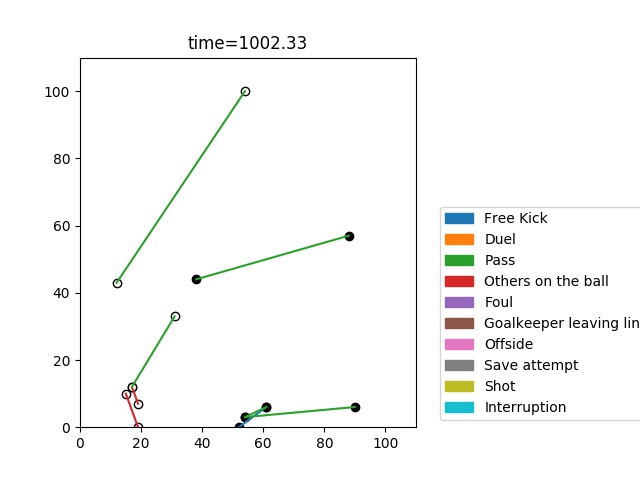 time=1002.33
100
80
60
40
20
0
0 20 40 60 80 100
Free Kick
Duel
Pass
Others on the ball
Foul
Goalkeeper leaving lin
Offside
Save attempt
Shot
Interruption